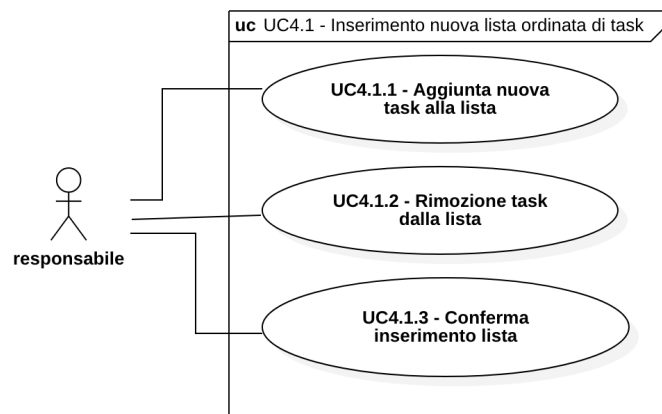 uc UC4.1 - Inserimento nuova lista ordinata di task
UC4.1.1 - Aggiunta nuova
task alla lista
UC4.1.2 - Rimozione task
dalla lista
responsabile
UC4.1.3 - Conferma
inserimento lista